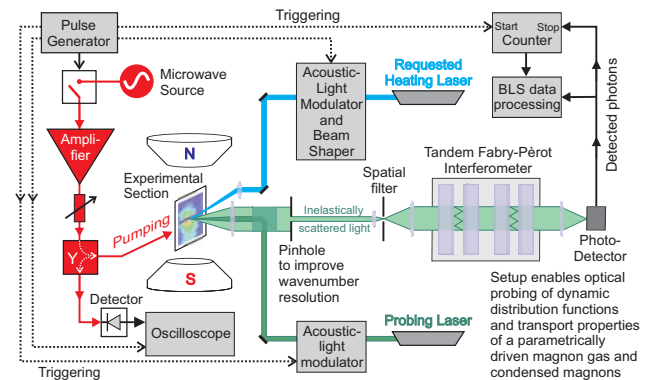 Triggering
Pulse
Generator
Microwave
Source
Ampli-
fier
Experimental
Section
N
Pumping
Y
S
Detector
Oscilloscope
Triggering
Acoustic-
Light
Modulator
and
Beam
Shaper
Requested
Heating Laser
Start
Stop
Counter
BLS data
processing
Detected photons
Spatial
filter
Tandem Fabry-Pèrot
Interferometer
Inelastically
scattered light
Pinhole
to improve
wavenumber
resolution
Photo-
Detector
Probing Laser
Acoustic-
light
modulator
Setup enables optical
probing of dynamic
distribution functions
and transport properties
of a parametrically
driven magnon gas and
condensed magnons